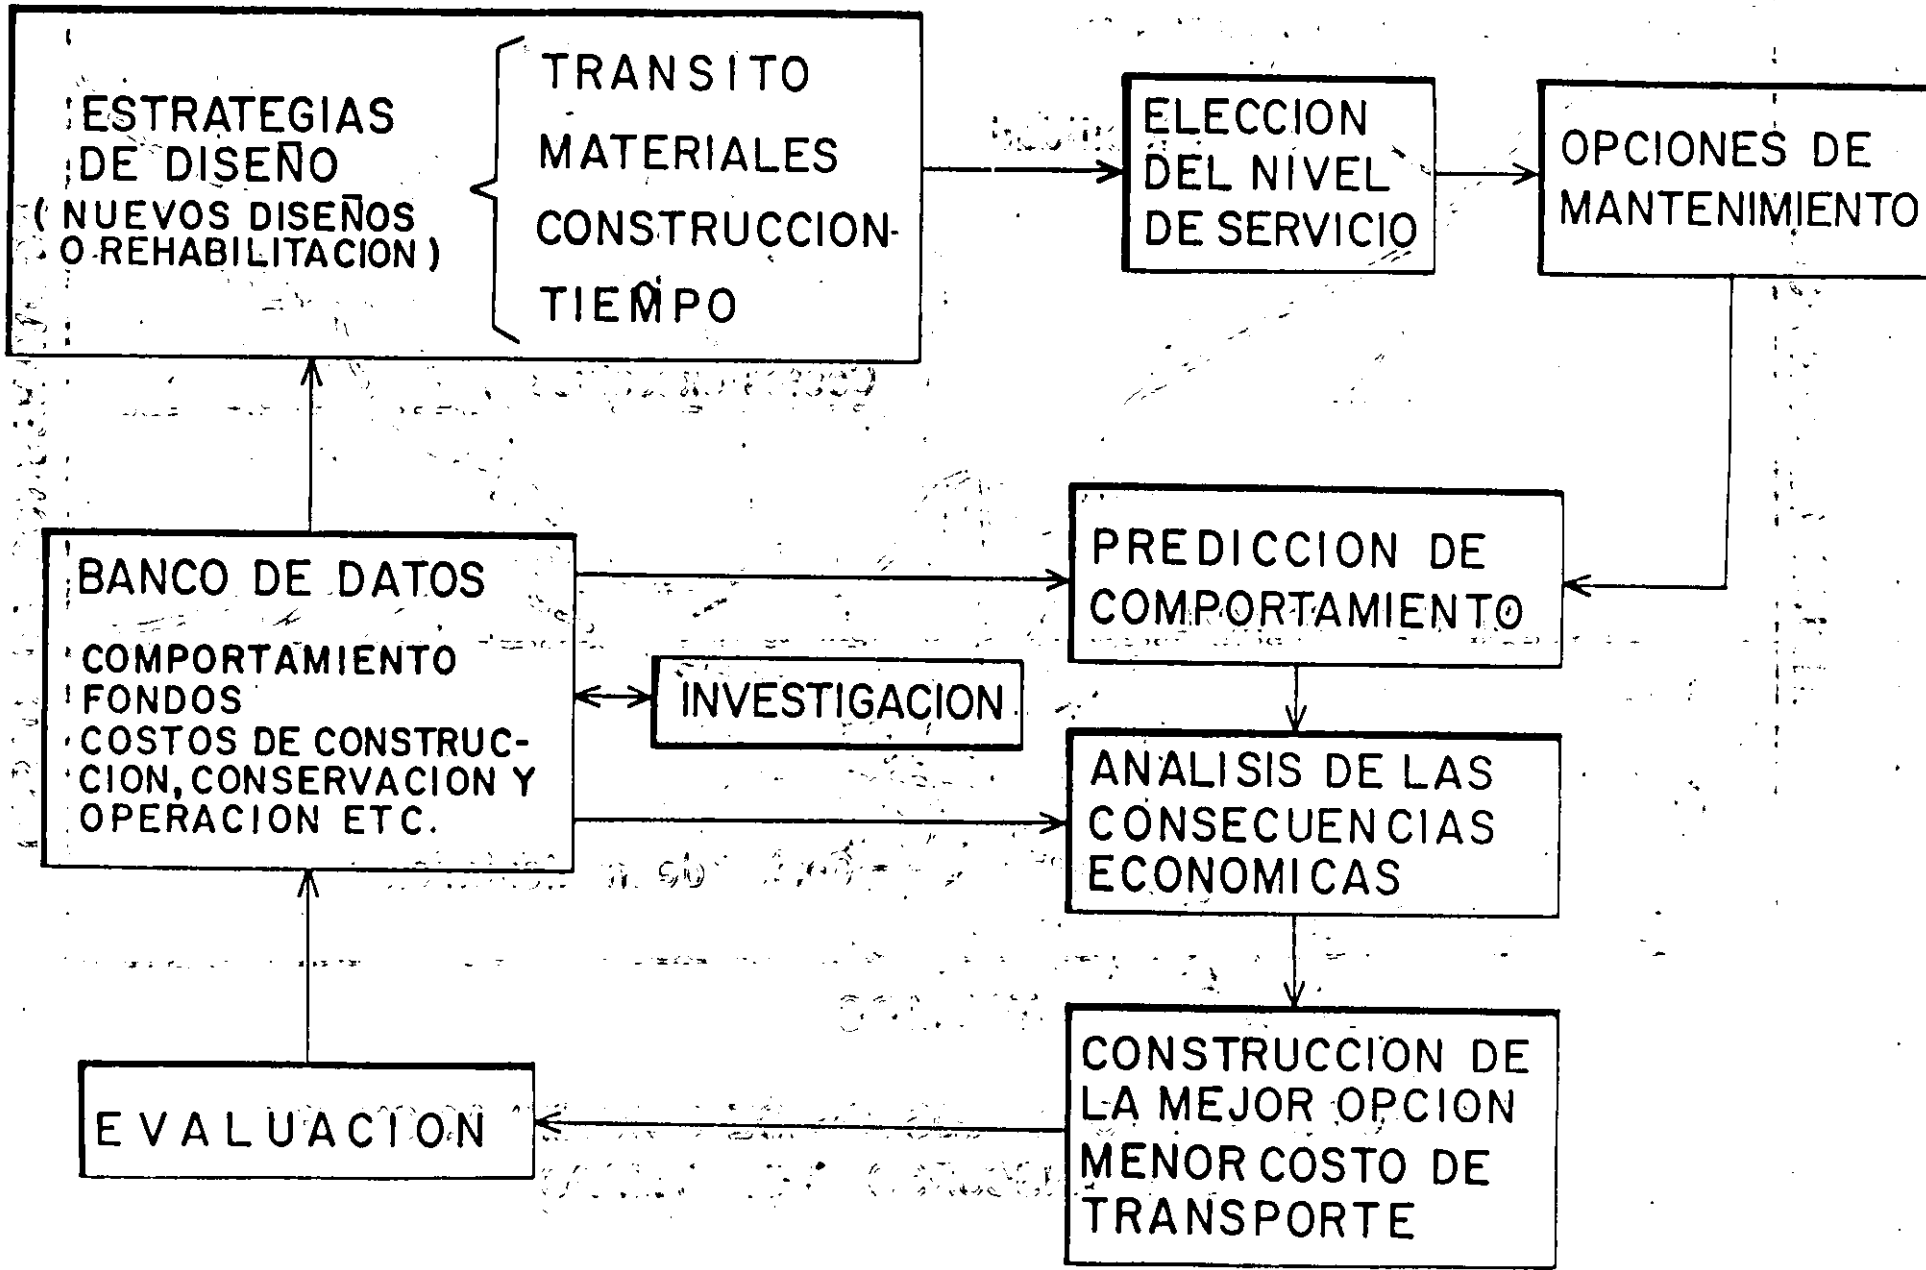 ESTRATEGIAS
DE DISEÑO
( NUEVOS DISEÑOS
O REHABILITACION )
TRANSITO
MATERIALES
CONSTRUCCION-
TIEMPO
ELECCION
DEL NIVEL
DE SERVICIO
OPCIONES DE
MANTENIMIENTO
BANCO DE DATOS
COMPORTAMIENTO
FONDOS
COSTOS DE CONSTRUC-
CION, CONSERVACION Y
OPERACION ETC.
INVESTIGACION
PREDICCION DE
COMPORTAMIENTO
ANALISIS DE LAS
CONSECUENCIAS
ECONOMICAS
CONSTRUCCION DE
LA MEJOR OPCION
MENOR COSTO DE
TRANSPORTE
EVALUACION